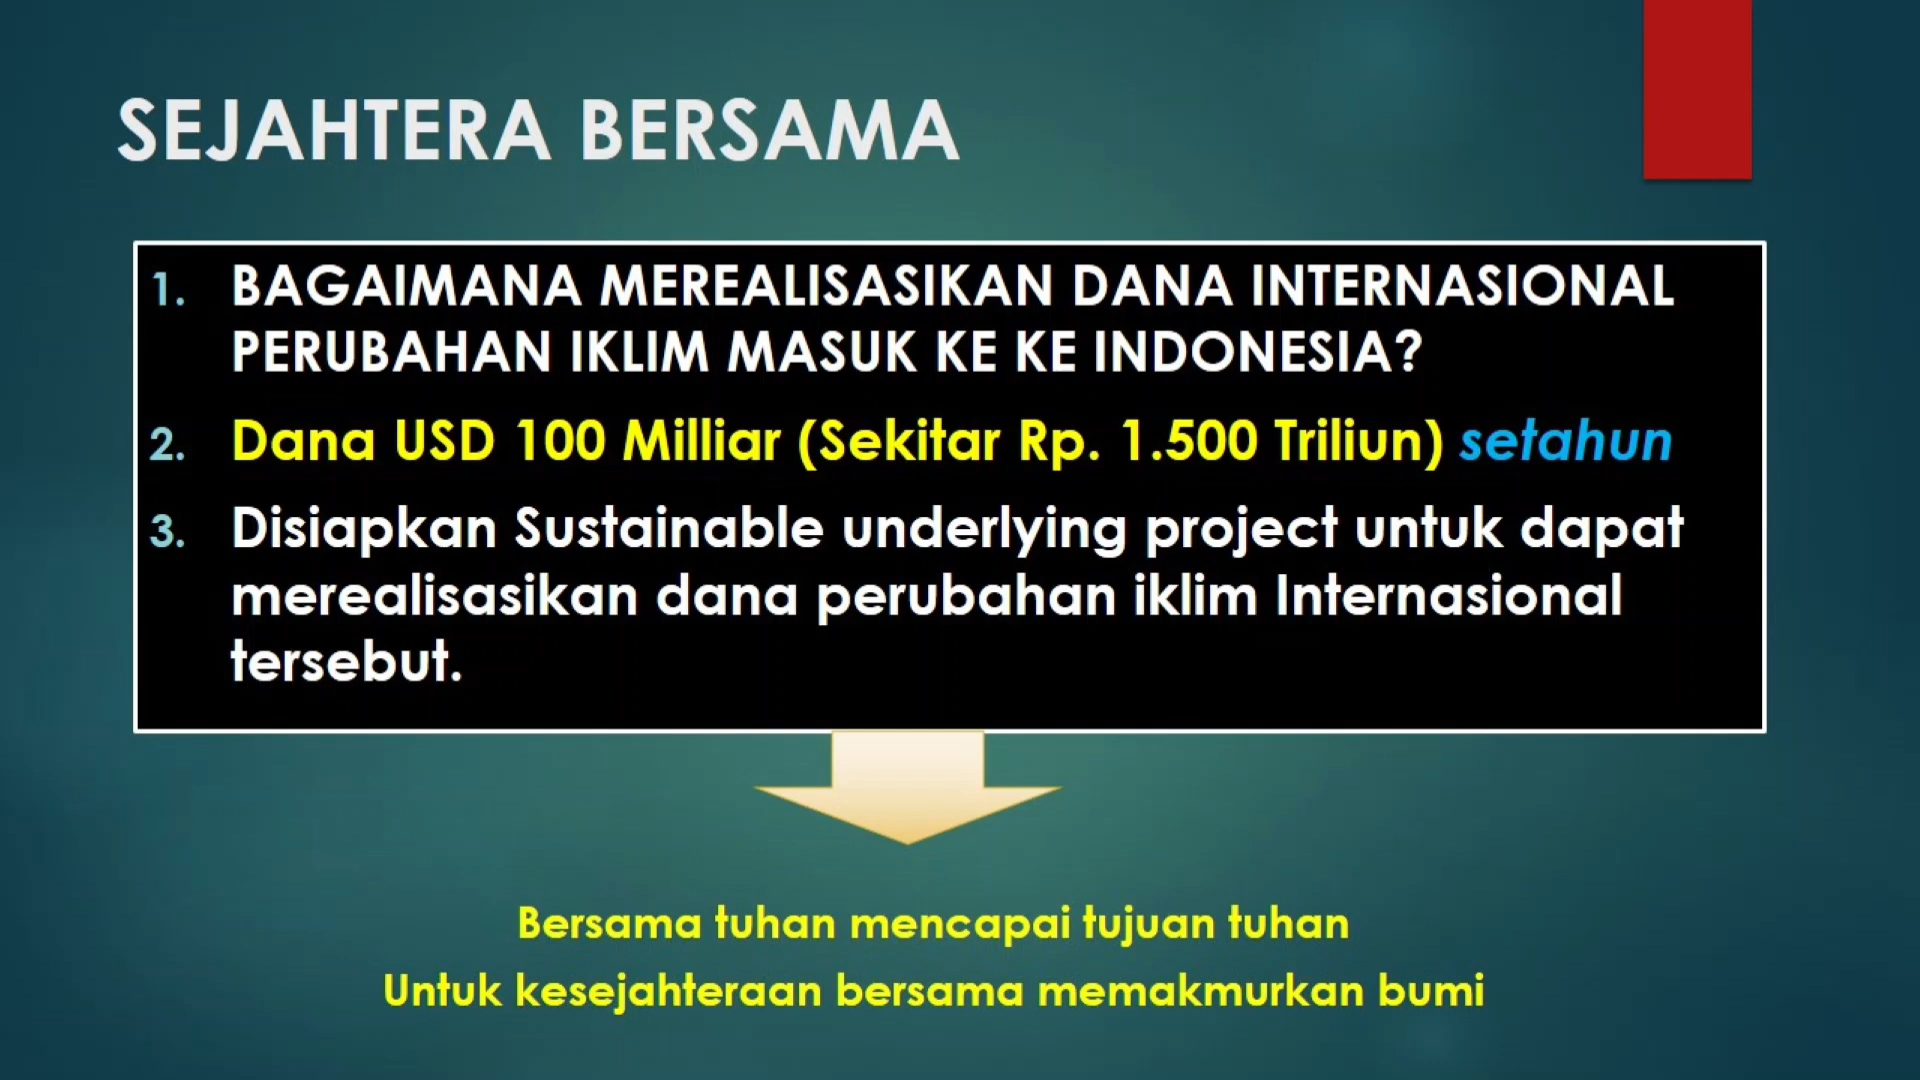 SEJAHTERA BERSAMA
1. BAGAIMANA MEREALISASIKAN DANA INTERNASIONAL
PERUBAHAN IKLIM MASUK KE KE INDONESIA?
2. Dana USD 100 Milliar (Sekitar Rp. 1.500 Triliun) setahun
3. Disiapkan Sustainable underlying project untuk dapat
merealisasikan dana perubahan iklim Internasional
tersebut.
Bersama tuhan mencapai tujuan tuhan
Untuk kesejahteraan bersama memakmurkan bumi